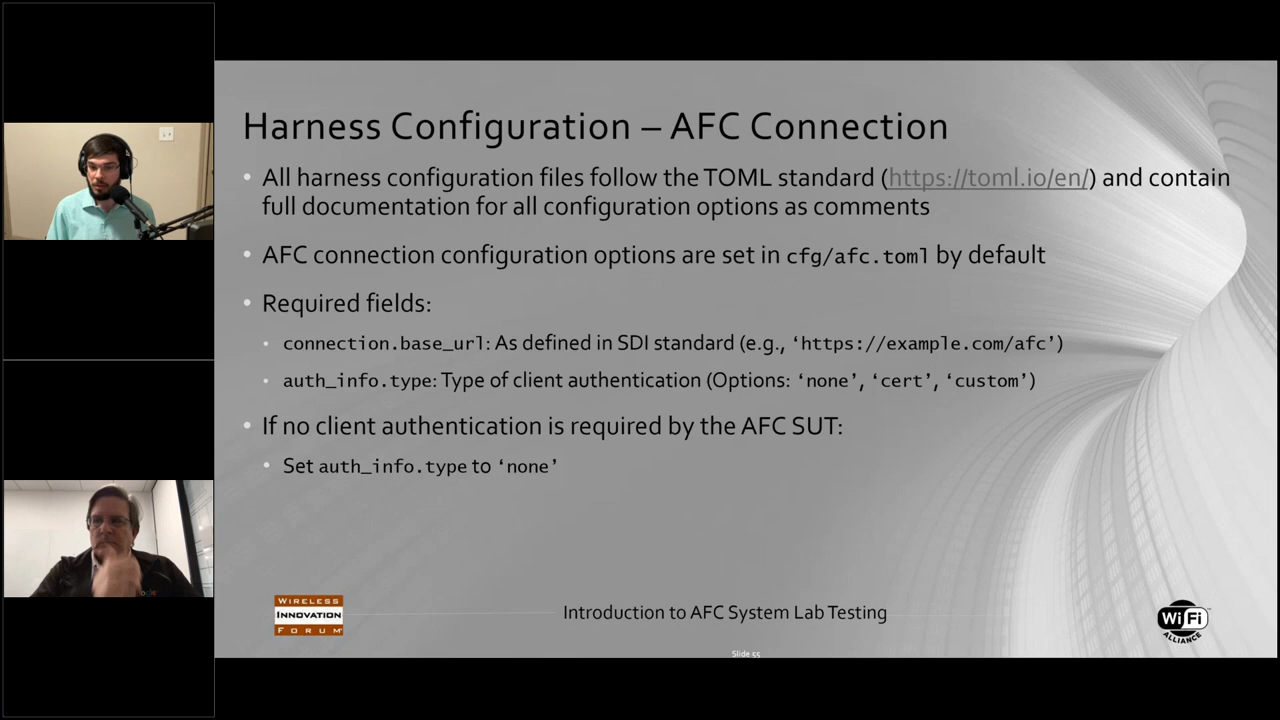 Harness Configuration – AFC Connection
• All harness configuration files follow the TOML standard (https://toml.io/en/) and contain
full documentation for all configuration options as comments
• AFC connection configuration options are set in cfg/afc.toml by default
• Required fields:
• connection.base_url: As defined in SDI standard (e.g., ‘https://example.com/afc’)
• auth_info.type: Type of client authentication (Options: ‘none’, ‘cert’, ‘custom’)
• If no client authentication is required by the AFC SUT:
• Set auth_info.type to ‘none’
WIRELESS
INNOVATION
FORUM
Introduction to AFC System Lab Testing
Wi Fi
ALLIANCE
Slide 55